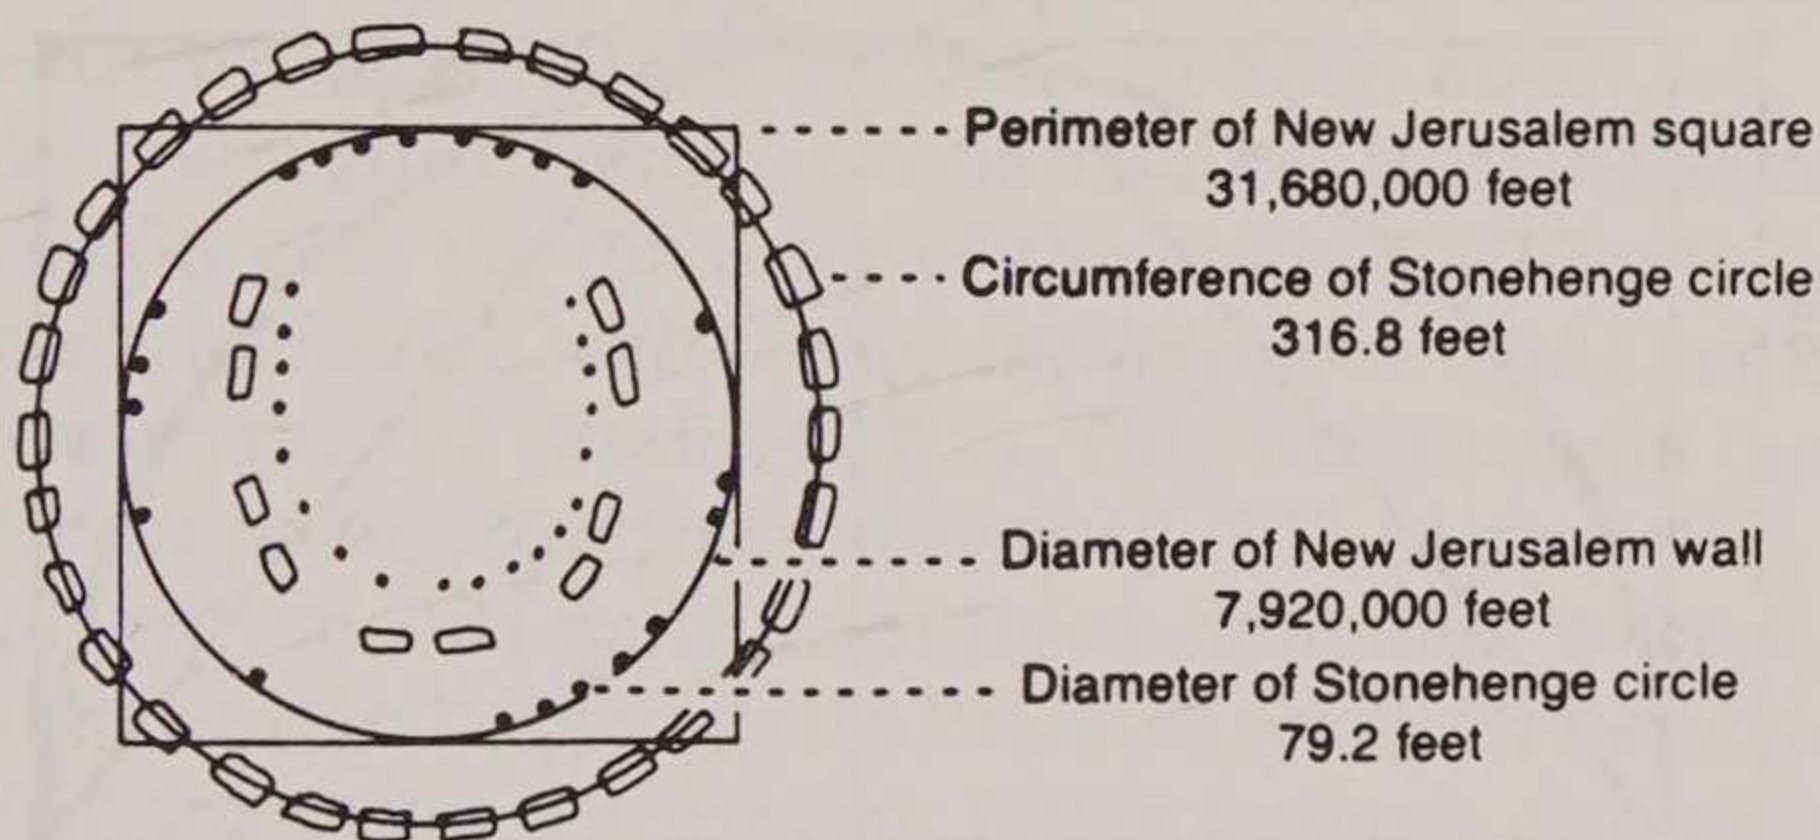 Perimeter of New Jerusalem square
31,680,000 feet
Circumference of Stonehenge circle
316.8 feet
Diameter of New Jerusalem wall
7,920,000 feet
Diameter of Stonehenge circle
79.2 feet